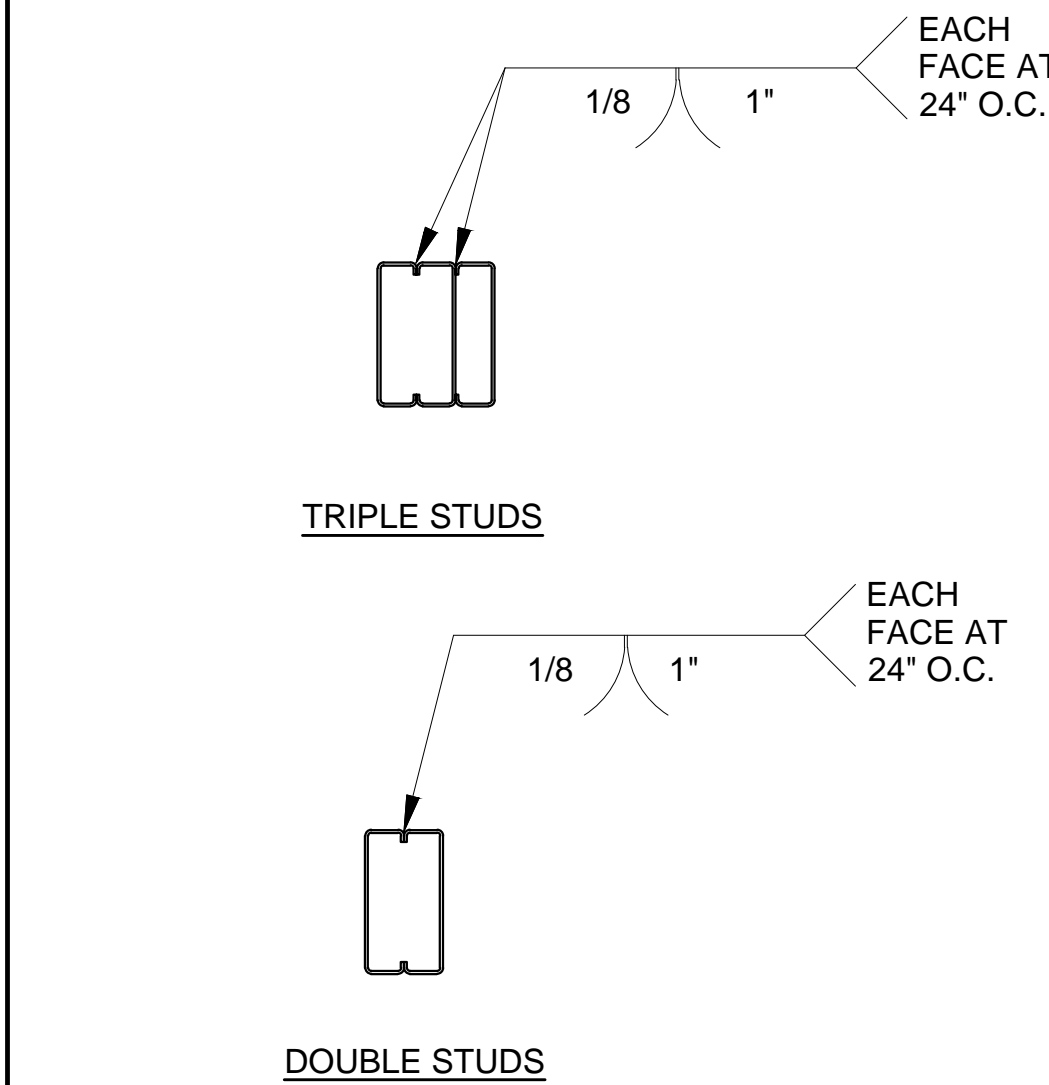 EACH
FACE AT
24" O.C.
1/8 1"
TRIPLE STUDS
EACH
FACE AT
24" O.C.
1/8 1"
DOUBLE STUDS